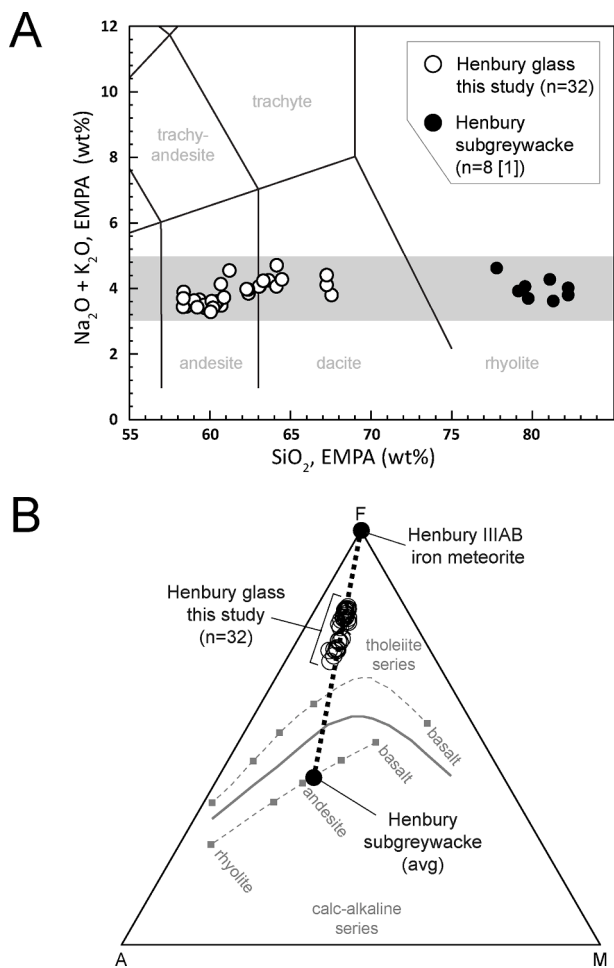 A
12
10
8
6
4
2
0
Na₂O + K₂O, EMPA (wt%)
trachyte
trachy-
andesite
andesite
dacite
rhyolite
Henbury glass
this study (n=32)
Henbury
subgreywacke
(n=8 [1])
55 60 65 70 75 80
SiO₂, EMPA (wt%)
B
F
Henbury IIIAB
iron meteorite
Henbury glass
this study
(n=32)
tholeiite
series
basalt
basalt
andesite
rhyolite
Henbury
subgreywacke
(avg)
calc-alkaline
series
A
M